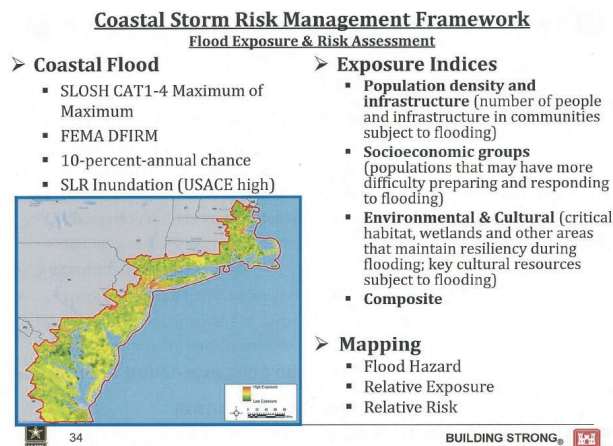 Coastal Storm Risk Management Framework
Flood Exposure & Risk Assessment
➢ Coastal Flood
▪ SLOSH CAT1-4 Maximum of
Maximum
▪ FEMA DFIRM
▪ 10-percent-annual chance
▪ SLR Inundation (USACE high)
High Exposure
Low Exposure
➢ Exposure Indices
▪ Population density and
infrastructure (number of people
and infrastructure in communities
subject to flooding)
▪ Socioeconomic groups
(populations that may have more
difficulty preparing and responding
to flooding)
▪ Environmental & Cultural (critical
habitat, wetlands and other areas
that maintain resiliency during
flooding; key cultural resources
subject to flooding)
▪ Composite
➢ Mapping
▪ Flood Hazard
▪ Relative Exposure
▪ Relative Risk
34
BUILDING STRONG®